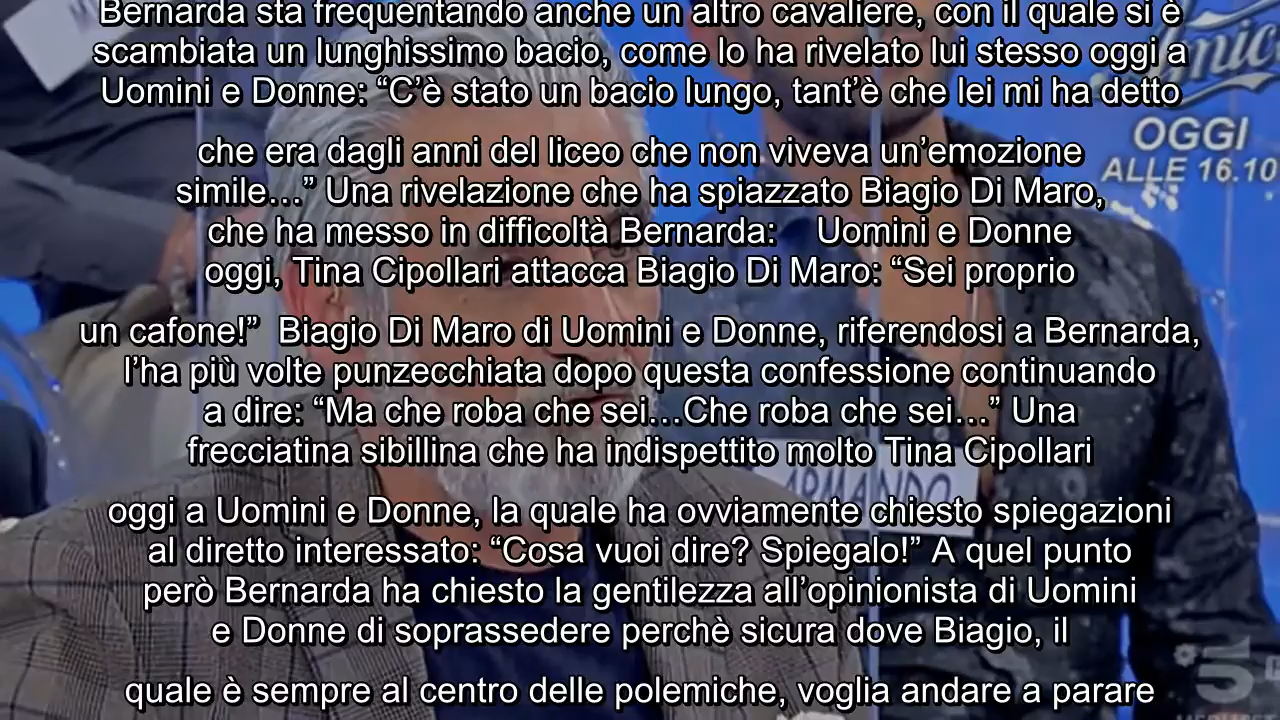 Bernarda sta frequentando anche un altro cavaliere, con il quale si è
scambiata un lunghissimo bacio, come lo ha rivelato lui stesso oggi a
Uomini e Donne: “C’è stato un bacio lungo, tant’è che lei mi ha detto
che era dagli anni del liceo che non viveva un’emozione
simile…” Una rivelazione che ha spiazzato Biagio Di Maro,
che ha messo in difficoltà Bernarda: Uomini e Donne
oggi, Tina Cipollari attacca Biagio Di Maro: “Sei proprio
un cafone!” Biagio Di Maro di Uomini e Donne, riferendosi a Bernarda,
l’ha più volte punzecchiata dopo questa confessione continuando
a dire: “Ma che roba che sei…Che roba che sei…” Una
frecciatina sibillina che ha indispettito molto Tina Cipollari
oggi a Uomini e Donne, la quale ha ovviamente chiesto spiegazioni
al diretto interessato: “Cosa vuoi dire? Spiegalo!” A quel punto
però Bernarda ha chiesto la gentilezza all’opinionista di Uomini
e Donne di soprassedere perchè sicura dove Biagio, il
quale è sempre al centro delle polemiche, voglia andare a parare
OGGI
ALLE 16.10
ARMANDO
5